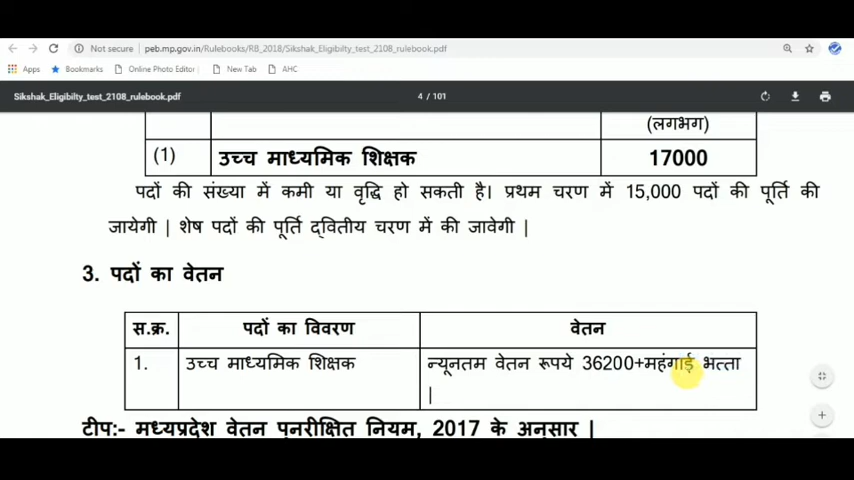 Not secure peb.mp.gov.in/Rulebooks/RB_2018/Sikshak_Eligibilty_test_2108_rulebook.pdf
Apps Bookmarks Online Photo Editor New Tab AHC
Sikshak_Eligibilty_test_2108_rulebook.pdf 4 / 101
(लगभग)
(1) उच्च माध्यमिक शिक्षक 17000
पदों की संख्या में कमी या वृद्धि हो सकती है। प्रथम चरण में 15,000 पदों की पूर्ति की
जायेगी | शेष पदों की पूर्ति द्वितीय चरण में की जावेगी |
3. पदों का वेतन
स.क्र. पदों का विवरण वेतन
1. उच्च माध्यमिक शिक्षक न्यूनतम वेतन रूपये 36200+महंगाई भत्ता
|
टीप:- मध्यप्रदेश वेतन पुनरीक्षित नियम, 2017 के अनुसार |